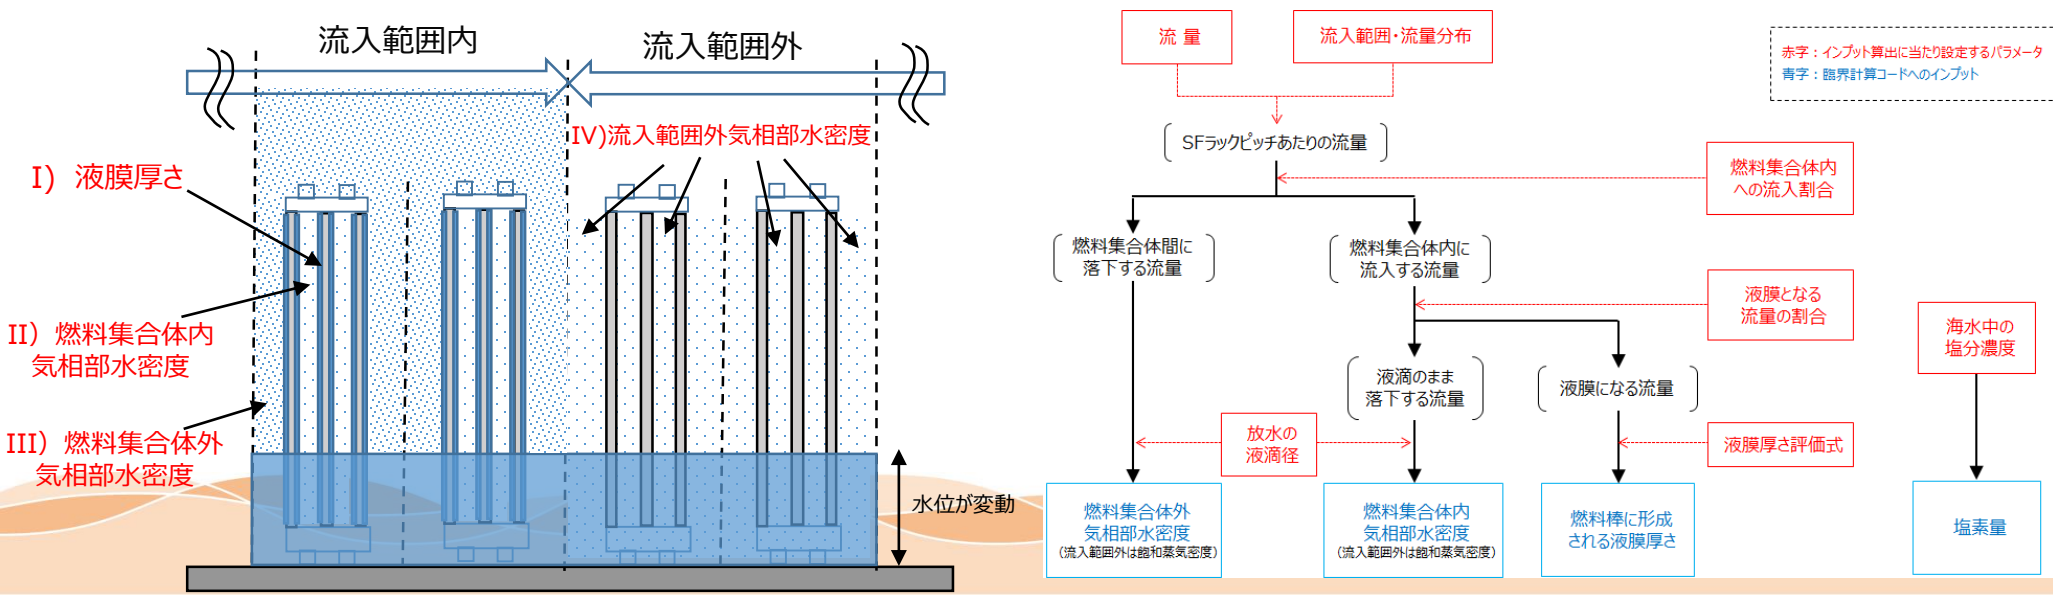 流入範囲内
流入範囲外
I) 液膜厚さ
II) 燃料集合体内
気相部水密度
III) 燃料集合体外
気相部水密度
IV)流入範囲外気相部水密度
水位が変動
流 量
流入範囲・流量分布
赤字：インプット算出に当たり設定するパラメータ
青字：臨界計算コードへのインプット
SFラックピッチあたりの流量
燃料集合体内
への流入割合
燃料集合体間に
落下する流量
燃料集合体内に
流入する流量
液膜となる
流量の割合
海水中の
塩分濃度
液滴のまま
落下する流量
液膜になる流量
放水の
液滴径
液膜厚さ評価式
燃料集合体外
気相部水密度
(流入範囲外は飽和蒸気密度)
燃料集合体内
気相部水密度
(流入範囲外は飽和蒸気密度)
燃料棒に形成
される液膜厚さ
塩素量